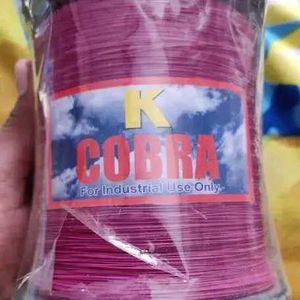 K
COBRA
For Industrial Use Only.